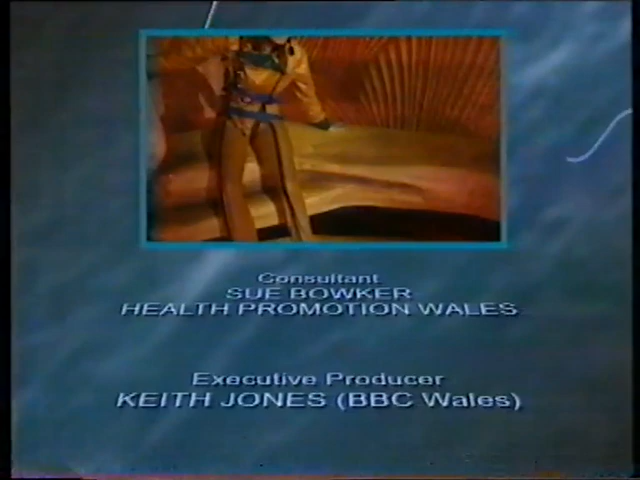 Consultant
SUE BOWKER
HEALTH PROMOTION WALES
Executive Producer
KEITH JONES (BBC Wales)